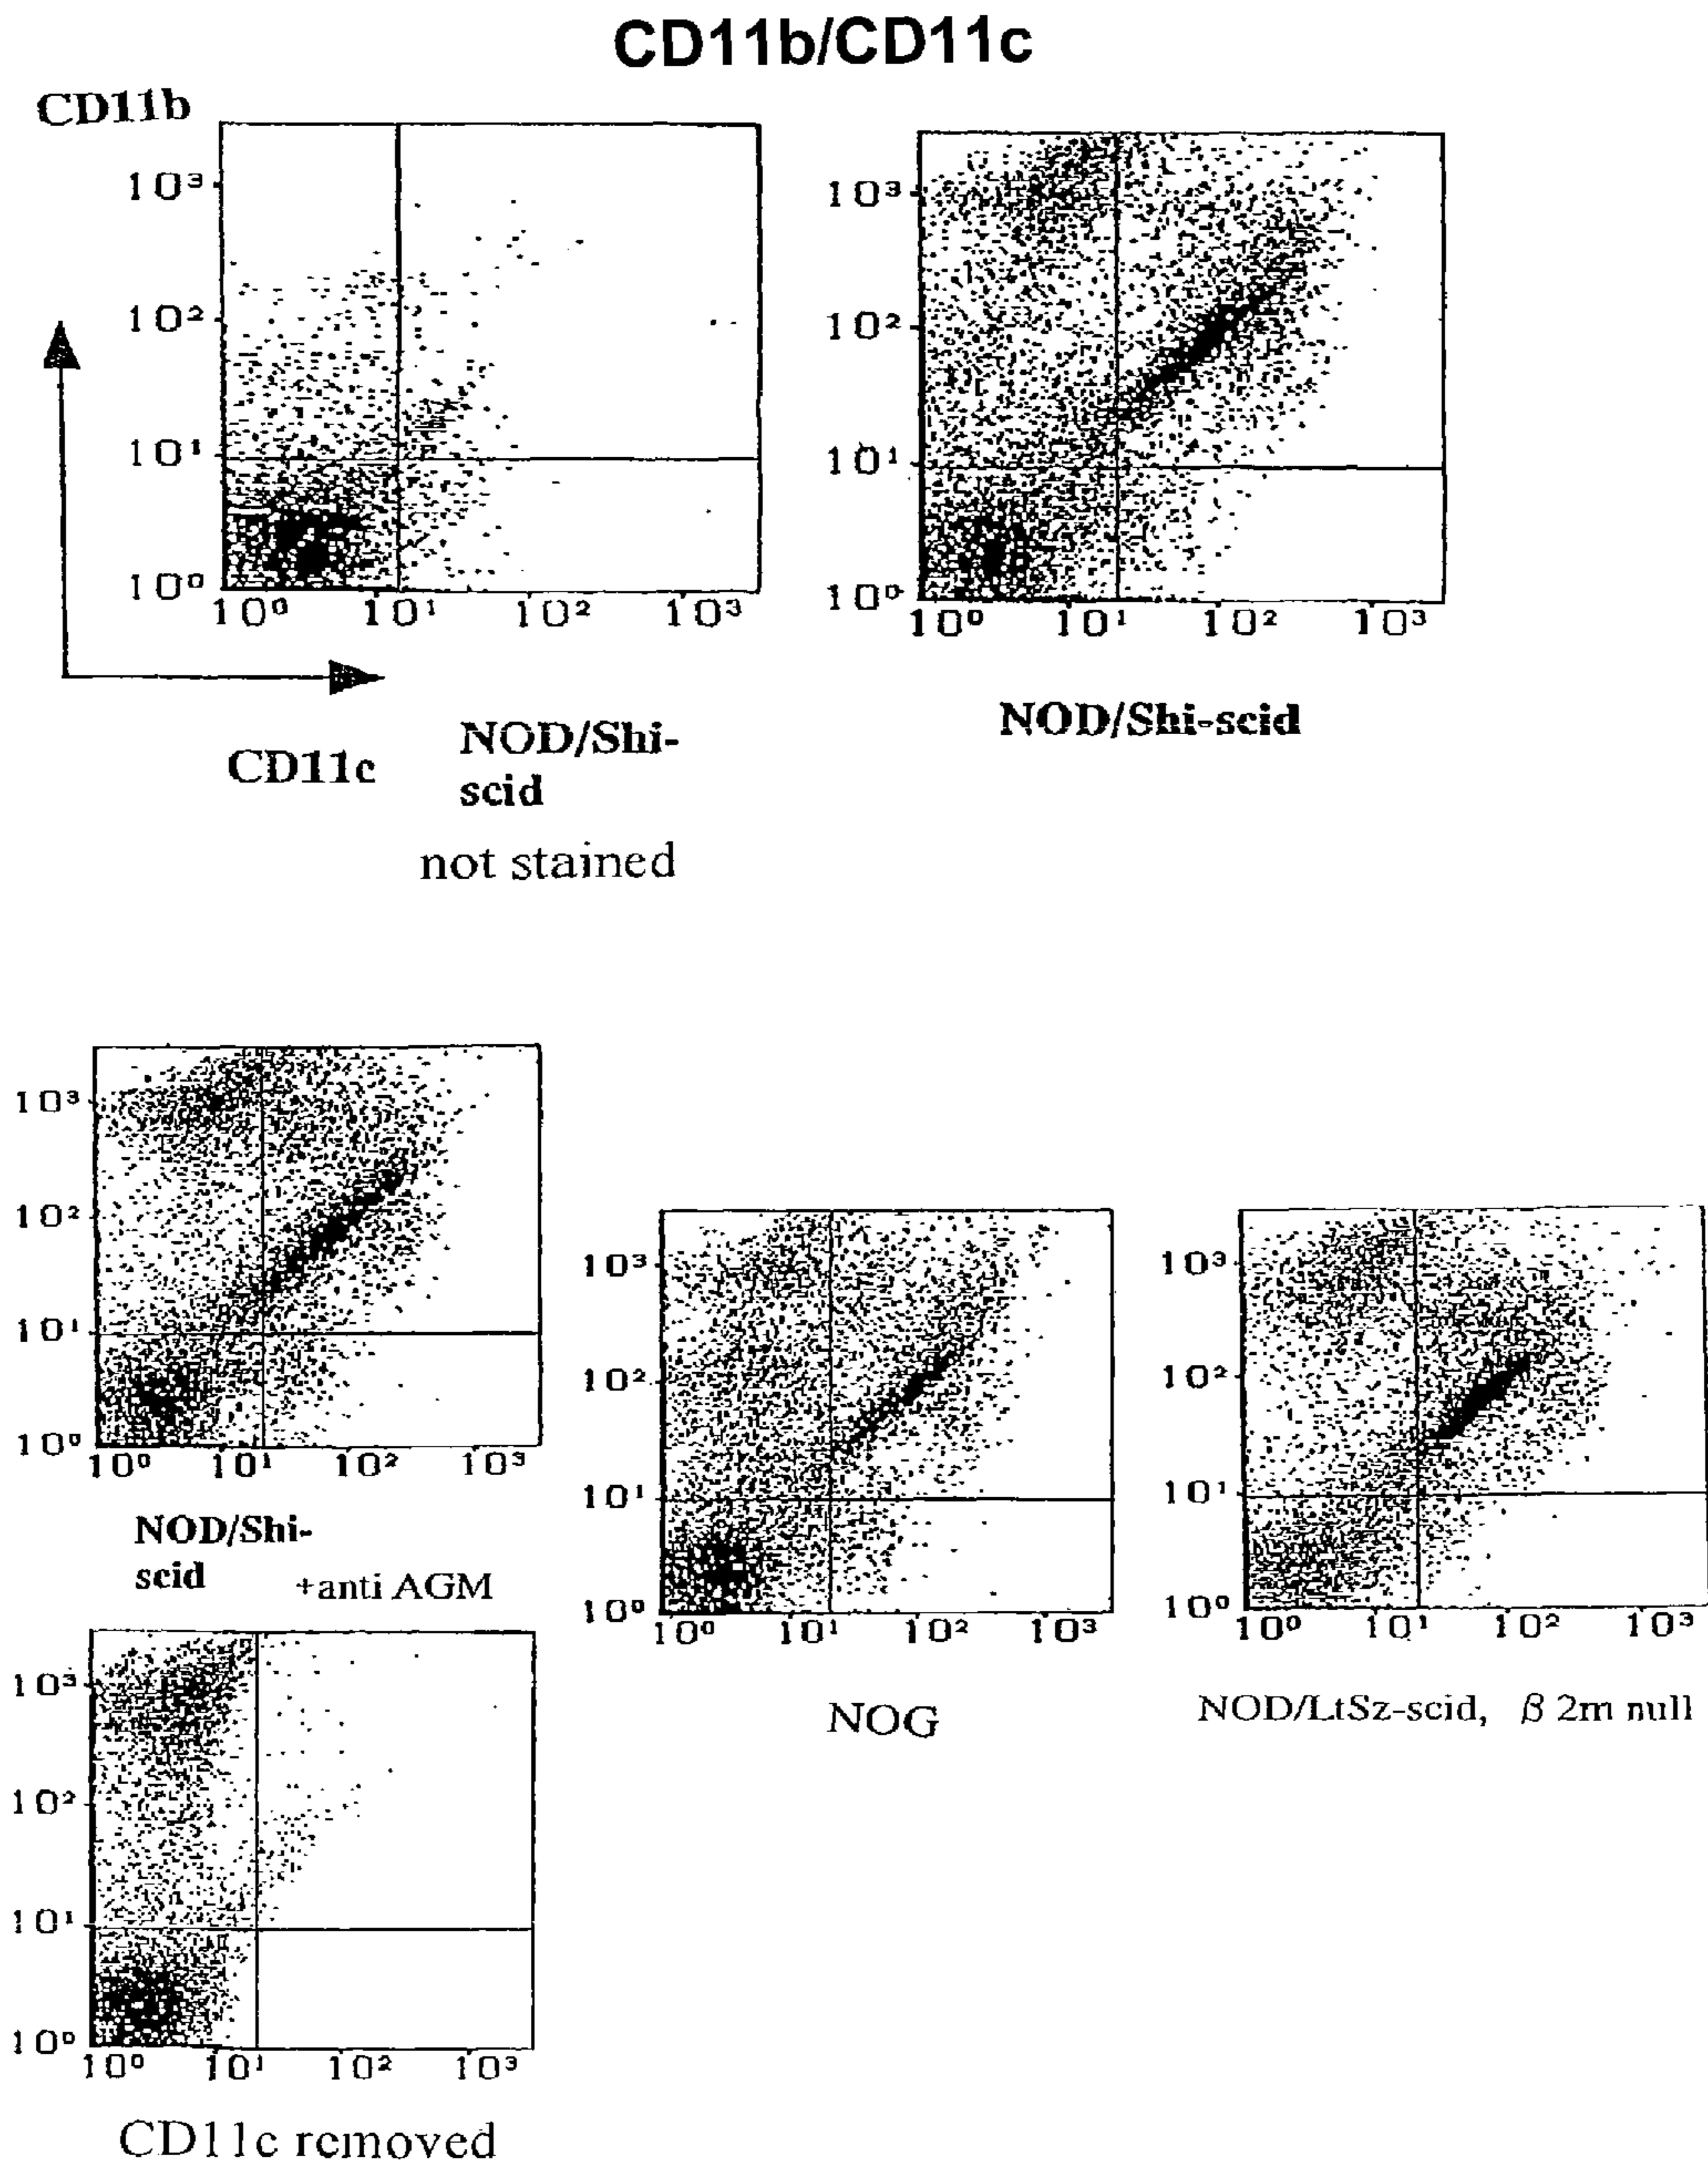 CD11b/CD11c
CD11b
10³
10²
10¹
10⁰
10⁰ 10¹ 10² 10³
CD11c
NOD/Shi-
scid
not stained
10³
10²
10¹
10⁰
10⁰ 10¹ 10² 10³
NOD/Shi-scid
10³
10²
10¹
10⁰
10⁰ 10¹ 10² 10³
NOD/Shi-
scid +anti AGM
10³
10²
10¹
10⁰
10⁰ 10¹ 10² 10³
NOG
10³
10²
10¹
10⁰
10⁰ 10¹ 10² 10³
NOD/LtSz-scid, β 2m null
10³
10²
10¹
10⁰
10⁰ 10¹ 10² 10³
CD11c removed